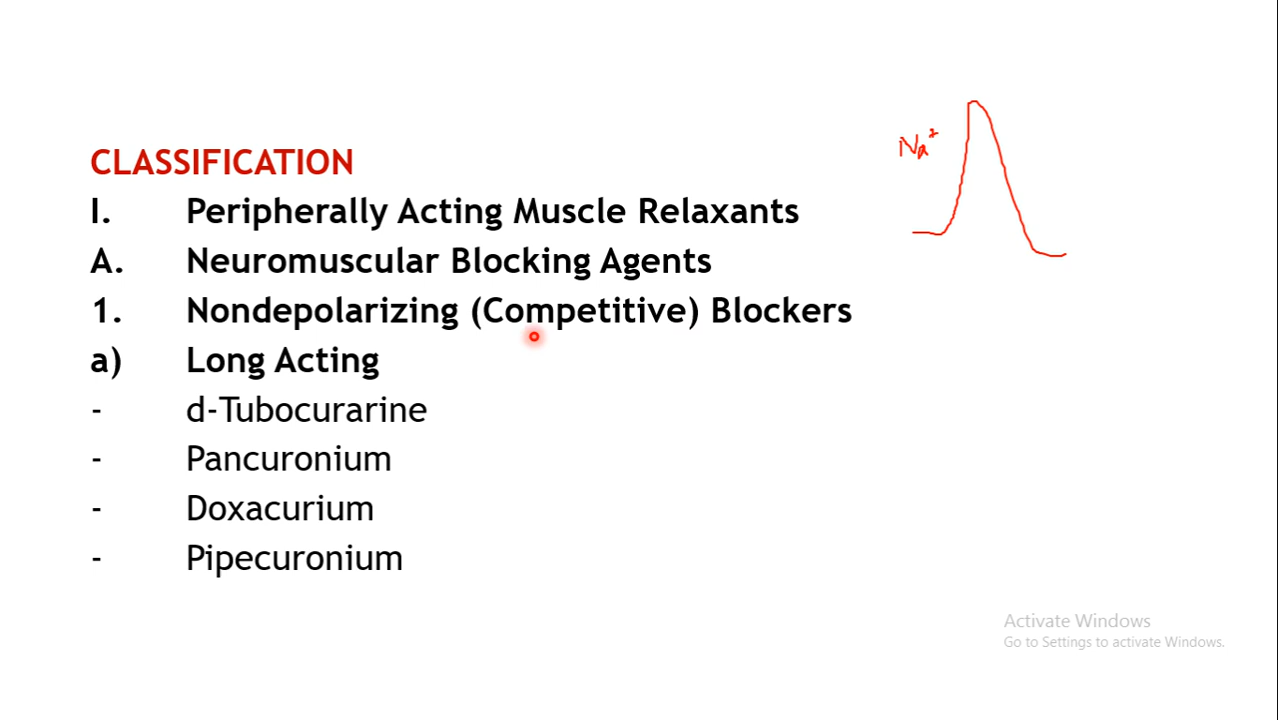 CLASSIFICATION
I. Peripherally Acting Muscle Relaxants
A. Neuromuscular Blocking Agents
1. Nondepolarizing (Competitive) Blockers
a) Long Acting
- d-Tubocurarine
- Pancuronium
- Doxacurium
- Pipecuronium
Na⁺
Activate Windows
Go to Settings to activate Windows.